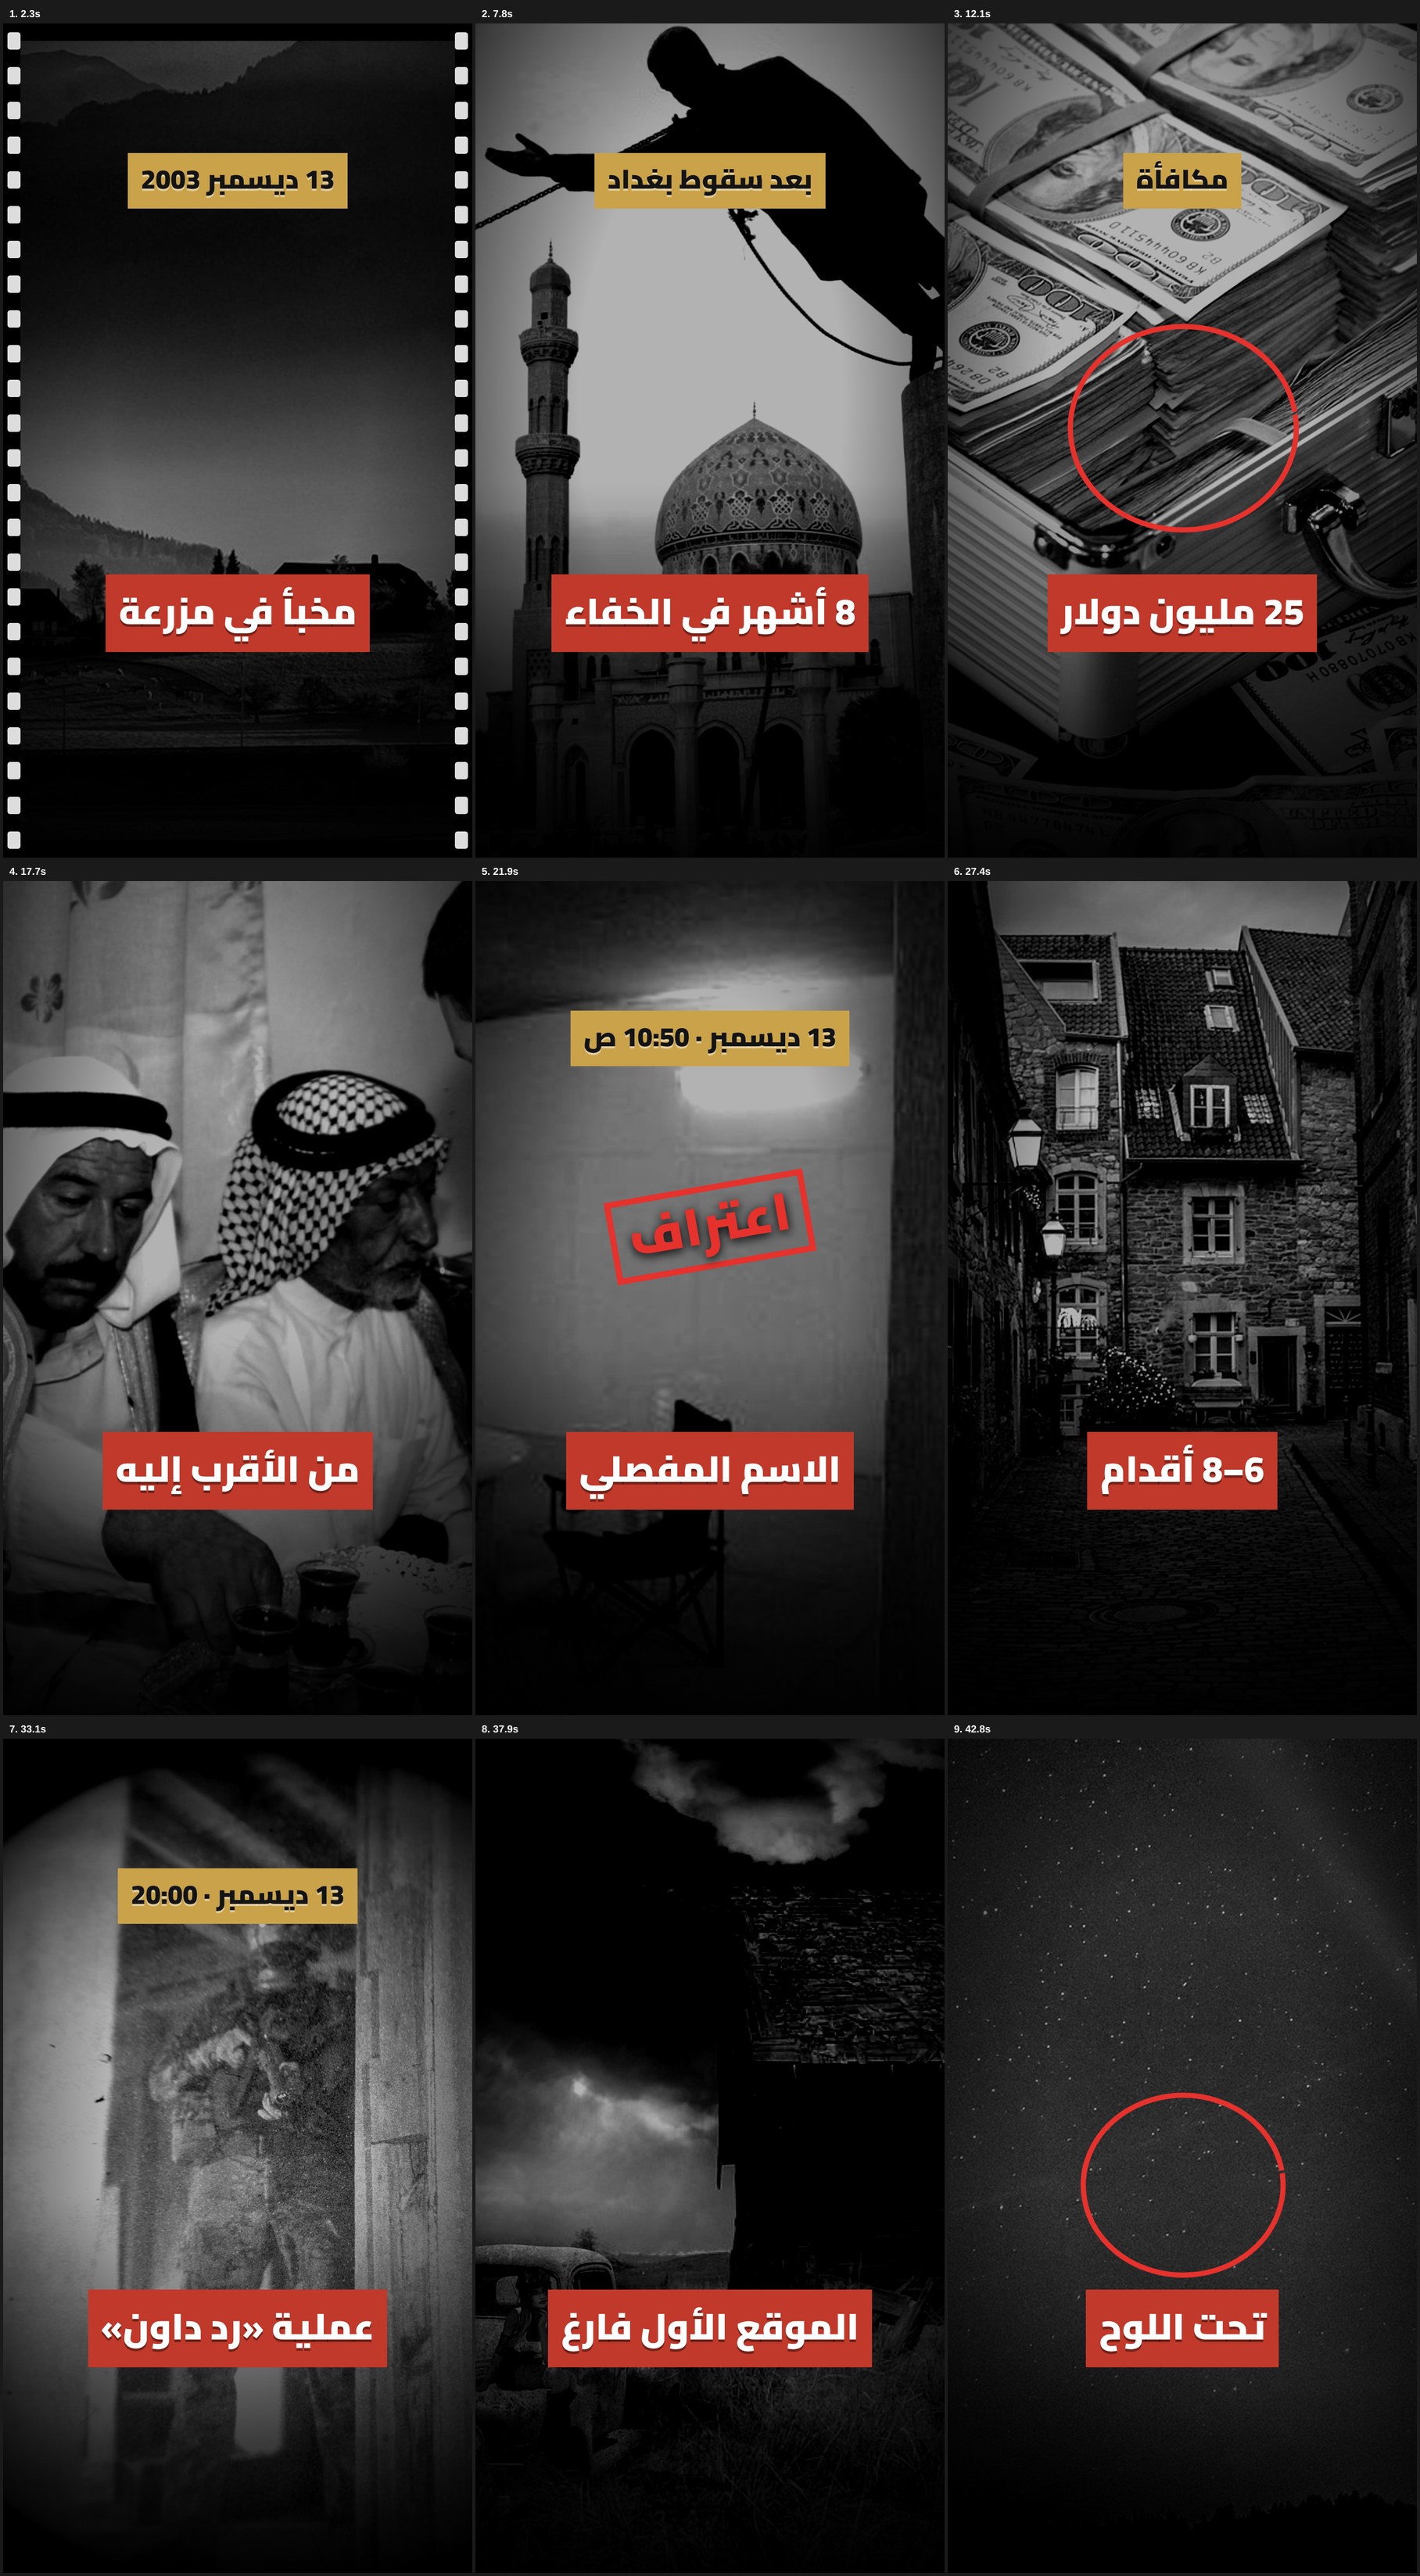 1. 2.3s
13 ديسمبر 2003
مخبأ في مزرعة
2. 7.8s
بعد سقوط بغداد
8 أشهر في الخفاء
3. 12.1s
مكافأة
KB60445110
B2
100
25 مليون دولار
4. 17.7s
من الأقرب إليه
5. 21.9s
13 ديسمبر · 10:50 ص
اعتراف
الاسم المفصلي
6. 27.4s
6–8 أقدام
7. 33.1s
13 ديسمبر · 20:00
عملية «رد داون»
8. 37.9s
الموقع الأول فارغ
9. 42.8s
تحت اللوح